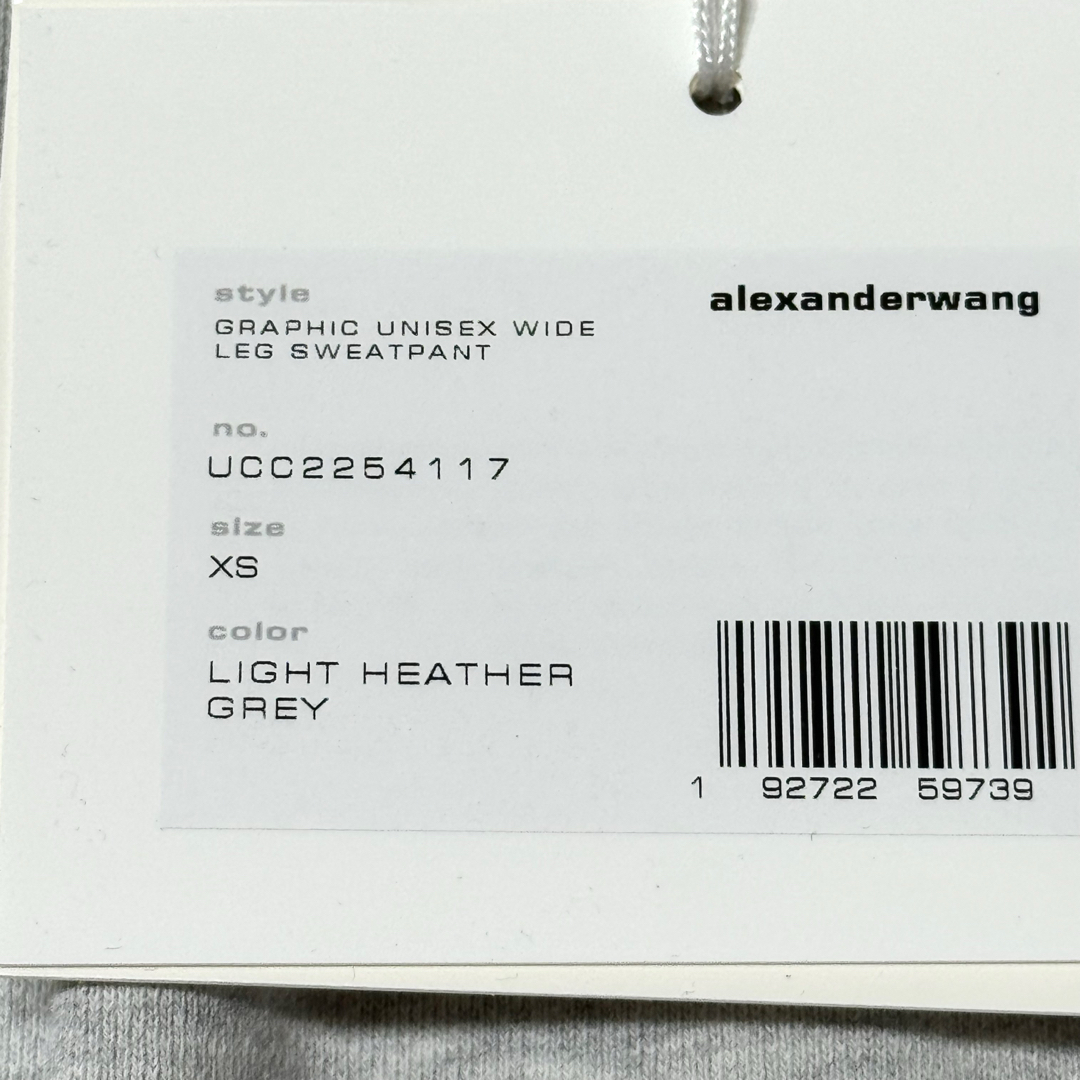 style
GRAPHIC UNISEX WIDE
LEG SWEATPANT
alexanderwang
no.
UCC2254117
size
XS
color
LIGHT HEATHER
GREY
1 92722 59739